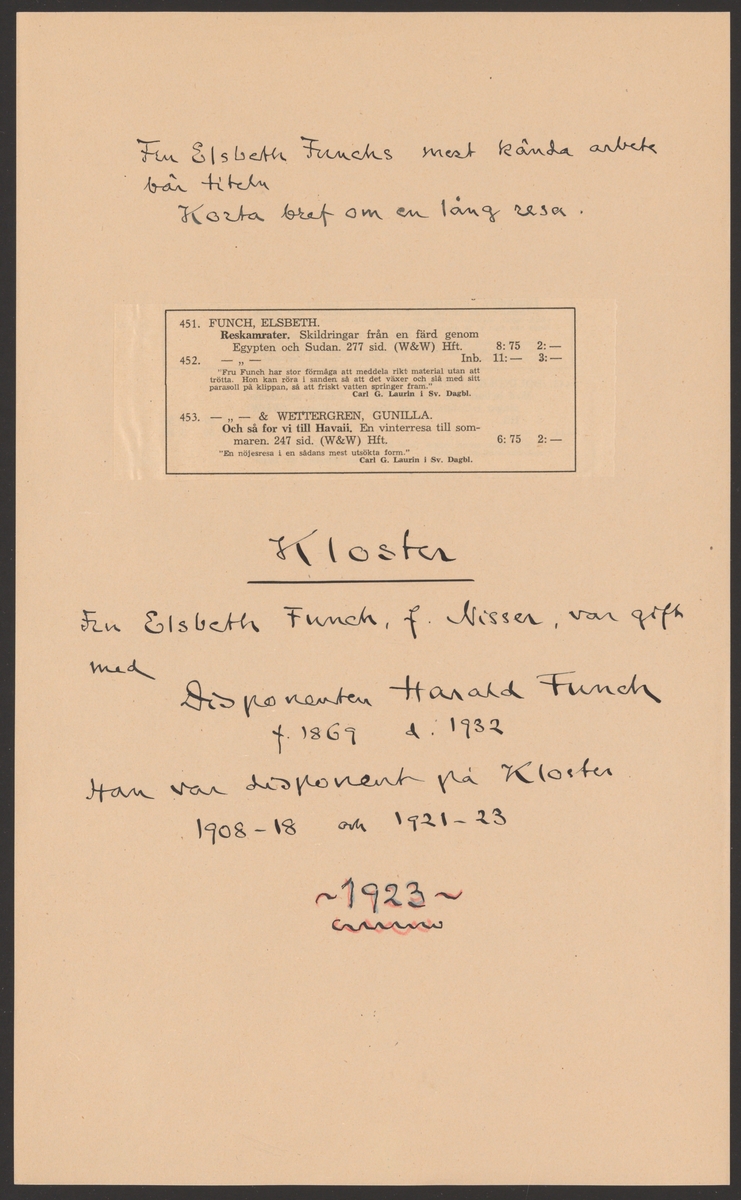 Fru Elsbeth Funchs mest kända arbete
bär titeln
Korta bref om en lång resa.
451. FUNCH, ELSBETH.
Reskamrater. Skildringar från en färd genom
Egypten och Sudan. 277 sid. (W&W) Hft. 8: 75 2: —
452. — „ — Inb. 11: — 3: —
"Fru Funch har stor förmåga att meddela rikt material utan att
trötta. Hon kan röra i sanden så att det växer och slå med sitt
parasoll på klippan, så att friskt vatten springer fram."
Carl G. Laurin i Sv. Dagbl.
453. — „ — & WETTERGREN, GUNILLA.
Och så for vi till Havaii. En vinterresa till som-
maren. 247 sid. (W&W) Hft. 6: 75 2: —
"En nöjesresa i en sådans mest utsökta form."
Carl G. Laurin i Sv. Dagbl.
Kloster
Fru Elsbeth Funch, f. Nisser, var gift
med
Disponenten Harald Funch
f. 1869 d. 1932
Han var disponent på Kloster
1908-18 och 1921-23
~1923~